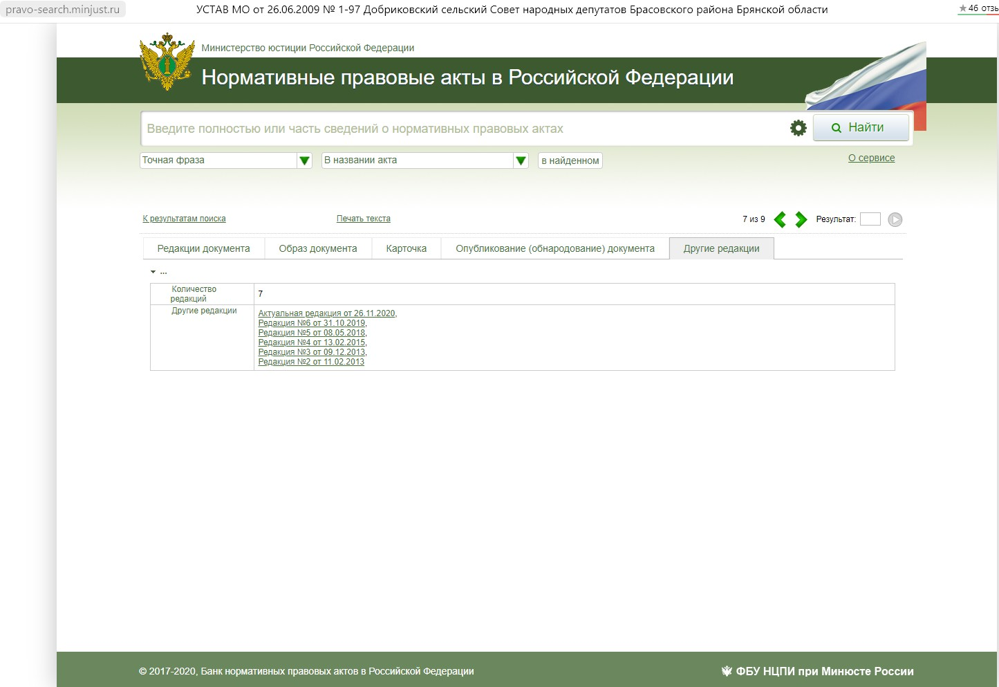 pravo-search.minjust.ru
УСТАВ МО от 26.06.2009 № 1-97 Добриковский сельский Совет народных депутатов Брасовского района Брянской области
46 отзы
Министерство юстиции Российской Федерации
Нормативные правовые акты в Российской Федерации
Введите полностью или часть сведений о нормативных правовых актах
Найти
Точная фраза
В названии акта
в найденном
О сервисе
К результатам поиска
Печать текста
7 из 9
Результат:
Редакции документа
Образ документа
Карточка
Опубликование (обнародование) документа
Другие редакции
...
Количество
редакций
7
Другие редакции
Актуальная редакция от 26.11.2020,
Редакция №6 от 31.10.2019,
Редакция №5 от 08.05.2018,
Редакция №4 от 13.02.2015,
Редакция №3 от 09.12.2013,
Редакция №2 от 11.02.2013
© 2017-2020, Банк нормативных правовых актов в Российской Федерации
ФБУ НЦПИ при Минюсте России